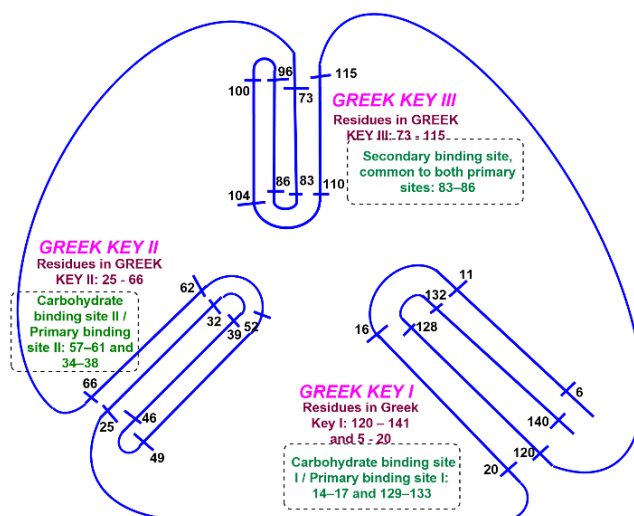 96
115
100
73
GREEK KEY III
Residues in GREEK
KEY III: 73 - 115
Secondary binding site,
common to both primary
sites: 83–86
86
83
110
104
GREEK KEY II
Residues in GREEK
KEY II: 25 - 66
Carbohydrate
binding site II /
Primary binding
site II: 57–61 and
34–38
62
32
39
52
66
25
46
49
11
132
16
128
6
GREEK KEY I
Residues in Greek
Key I: 120 – 141
and 5 - 20
140
120
20
Carbohydrate binding site
I / Primary binding site I:
14–17 and 129–133